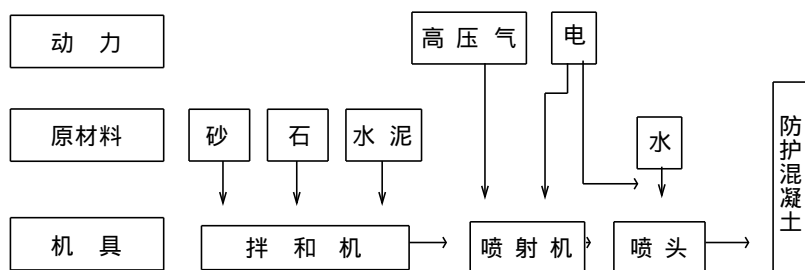 动 力
高 压 气
电
原材料
砂
石
水 泥
水
防护混凝土
机 具
拌 和 机
喷 射 机
喷 头